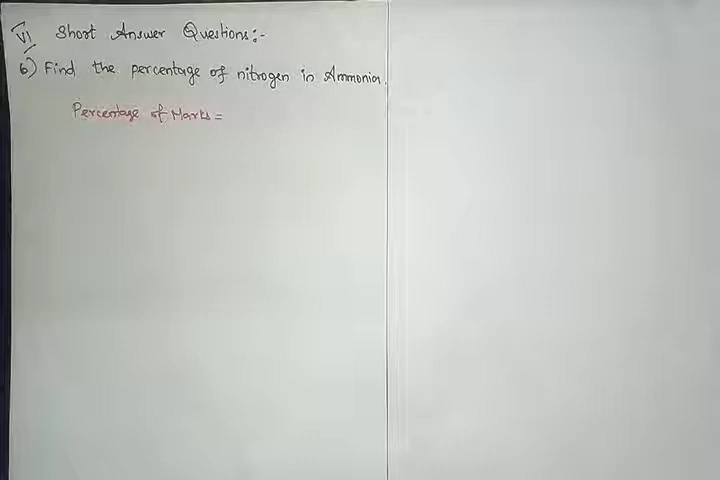 VI Short Answer Questions:-
6) Find the percentage of nitrogen in Ammonia.
Percentage of Marks =